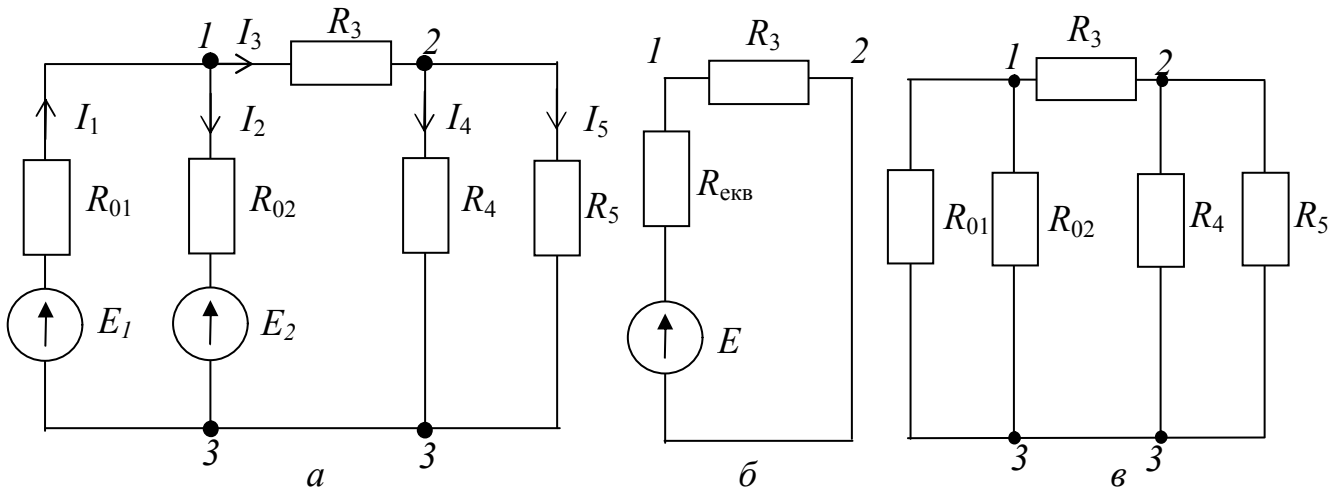 1 I₃ R₃ 2
I₁ I₂ I₄ I₅
R₀₁ R₀₂ R₄ R₅
E₁ E₂
3 3
а
1 R₃ 2
Rекв
E
б
1 R₃ 2
R₀₁ R₀₂ R₄ R₅
3 3
в